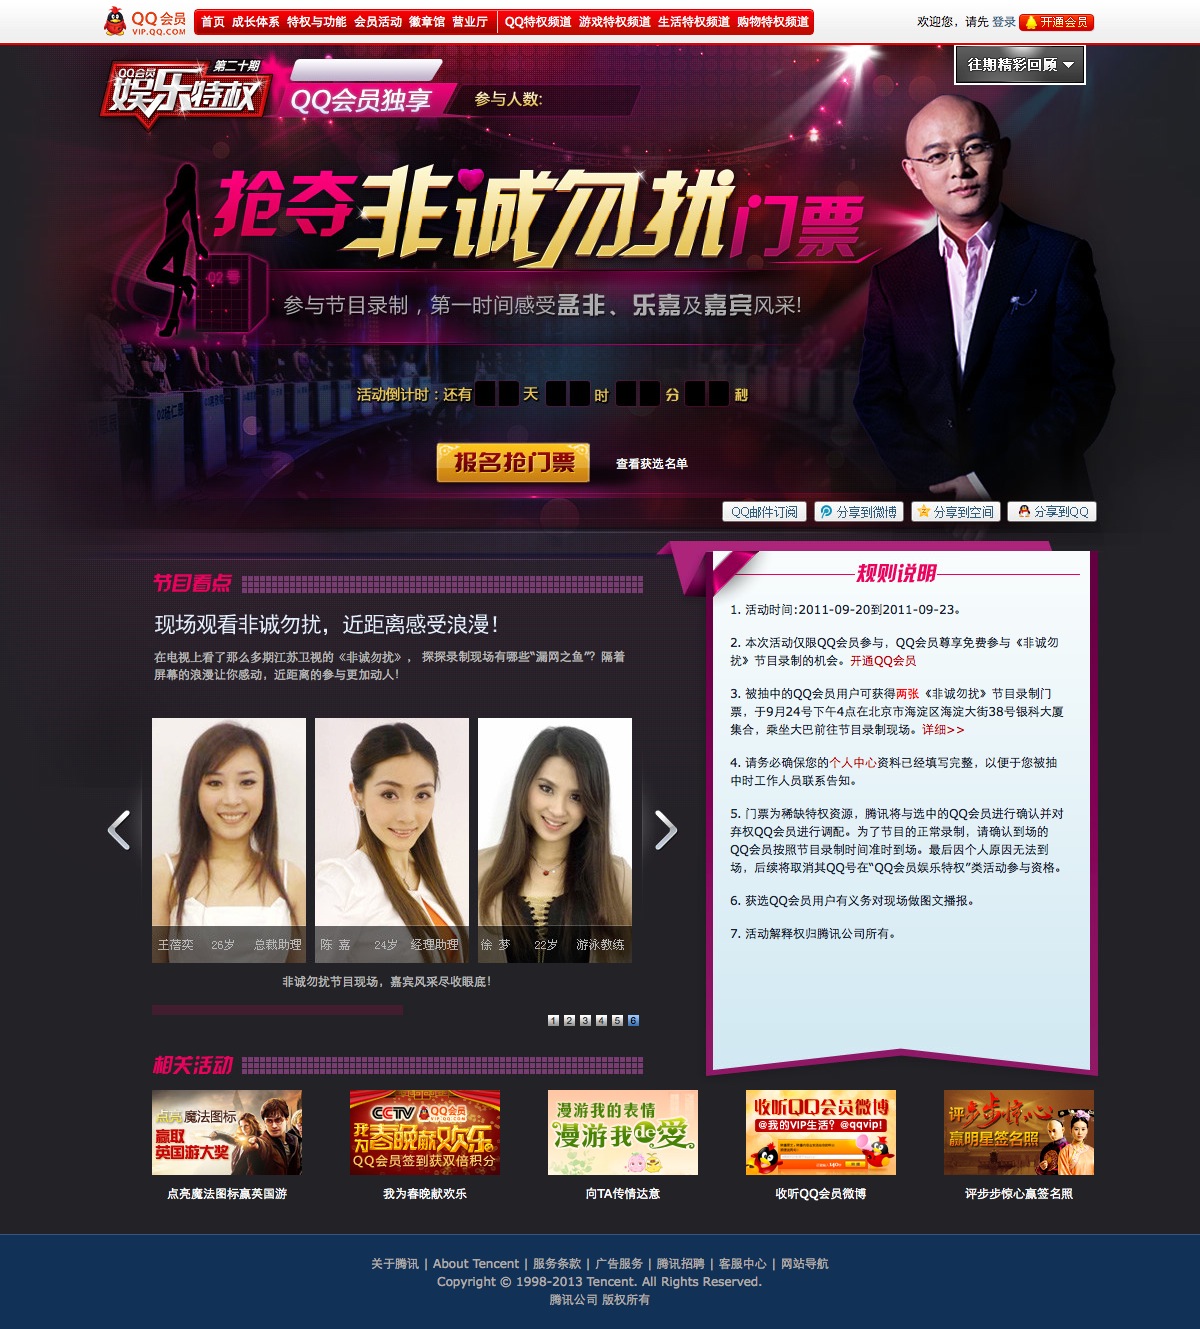 QQ会员
VIP.QQ.COM
首页 成长体系 特权与功能 会员活动 徽章馆 营业厅 QQ特权频道 游戏特权频道 生活特权频道 购物特权频道
欢迎您，请先 登录 开通会员
往期精彩回顾
QQ会员 第二十期
娱乐特权
QQ会员独享
参与人数:
抢夺非诚勿扰门票
02号
参与节目录制，第一时间感受孟非、乐嘉及嘉宾风采!
活动倒计时：还有 天 时 分 秒
报名抢门票
查看获选名单
QQ邮件订阅 分享到微博 分享到空间 分享到QQ
节目看点
现场观看非诚勿扰，近距离感受浪漫！
在电视上看了那么多期江苏卫视的《非诚勿扰》， 探探录制现场有哪些“漏网之鱼”？隔着
屏幕的浪漫让你感动，近距离的参与更加动人！
王蓓奕 26岁 总裁助理
陈 嘉 24岁 经理助理
徐 梦 22岁 游泳教练
非诚勿扰节目现场，嘉宾风采尽收眼底！
1 2 3 4 5 6
规则说明
1. 活动时间:2011-09-20到2011-09-23。
2. 本次活动仅限QQ会员参与，QQ会员尊享免费参与《非诚勿
扰》节目录制的机会。开通QQ会员
3. 被抽中的QQ会员用户可获得两张《非诚勿扰》节目录制门
票，于9月24号下午4点在北京市海淀区海淀大街38号银科大厦
集合，乘坐大巴前往节目录制现场。详细>>
4. 请务必确保您的个人中心资料已经填写完整，以便于您被抽
中时工作人员联系告知。
5. 门票为稀缺特权资源，腾讯将与选中的QQ会员进行确认并对
弃权QQ会员进行调配。为了节目的正常录制，请确认到场的
QQ会员按照节目录制时间准时到场。最后因个人原因无法到
场，后续将取消其QQ号在“QQ会员娱乐特权”类活动参与资格。
6. 获选QQ会员用户有义务对现场做图文播报。
7. 活动解释权归腾讯公司所有。
相关活动
点亮魔法图标
赢取
英国游大奖
CCTV QQ会员
VIP.QQ.COM
我为春晚献欢乐
QQ会员签到获双倍积分
漫游我的表情
漫游我让爱
收听QQ会员微博
@我的VIP生活？@qqvip!
评步步惊心
赢明星签名照
点亮魔法图标赢英国游
我为春晚献欢乐
向TA传情达意
收听QQ会员微博
评步步惊心赢签名照
关于腾讯 | About Tencent | 服务条款 | 广告服务 | 腾讯招聘 | 客服中心 | 网站导航
Copyright © 1998-2013 Tencent. All Rights Reserved.
腾讯公司 版权所有